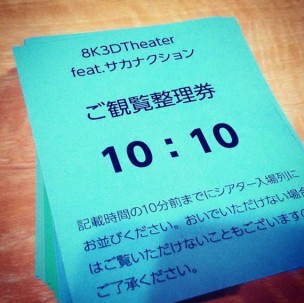 8K3DTheater
feat.サカナクション
ご観覧整理券
10：10
記載時間の10分前までにシアター入場列に
お並びください。おいでいただけない場合
はご覧いただけないこともございます
ご了承ください。